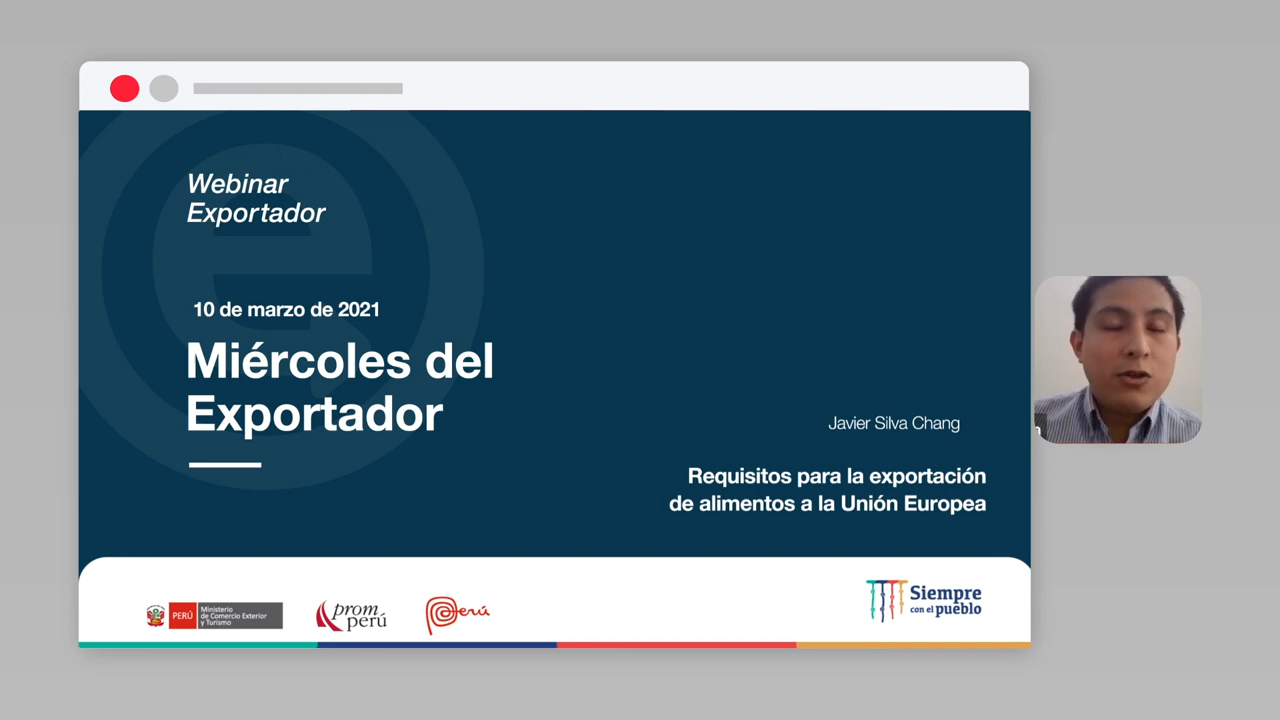 Webinar
Exportador
10 de marzo de 2021
Miércoles del
Exportador
Javier Silva Chang
Requisitos para la exportación
de alimentos a la Unión Europea
PERÚ
Ministerio
de Comercio Exterior
y Turismo
prom
perú
Perú
Siempre
con el pueblo
n